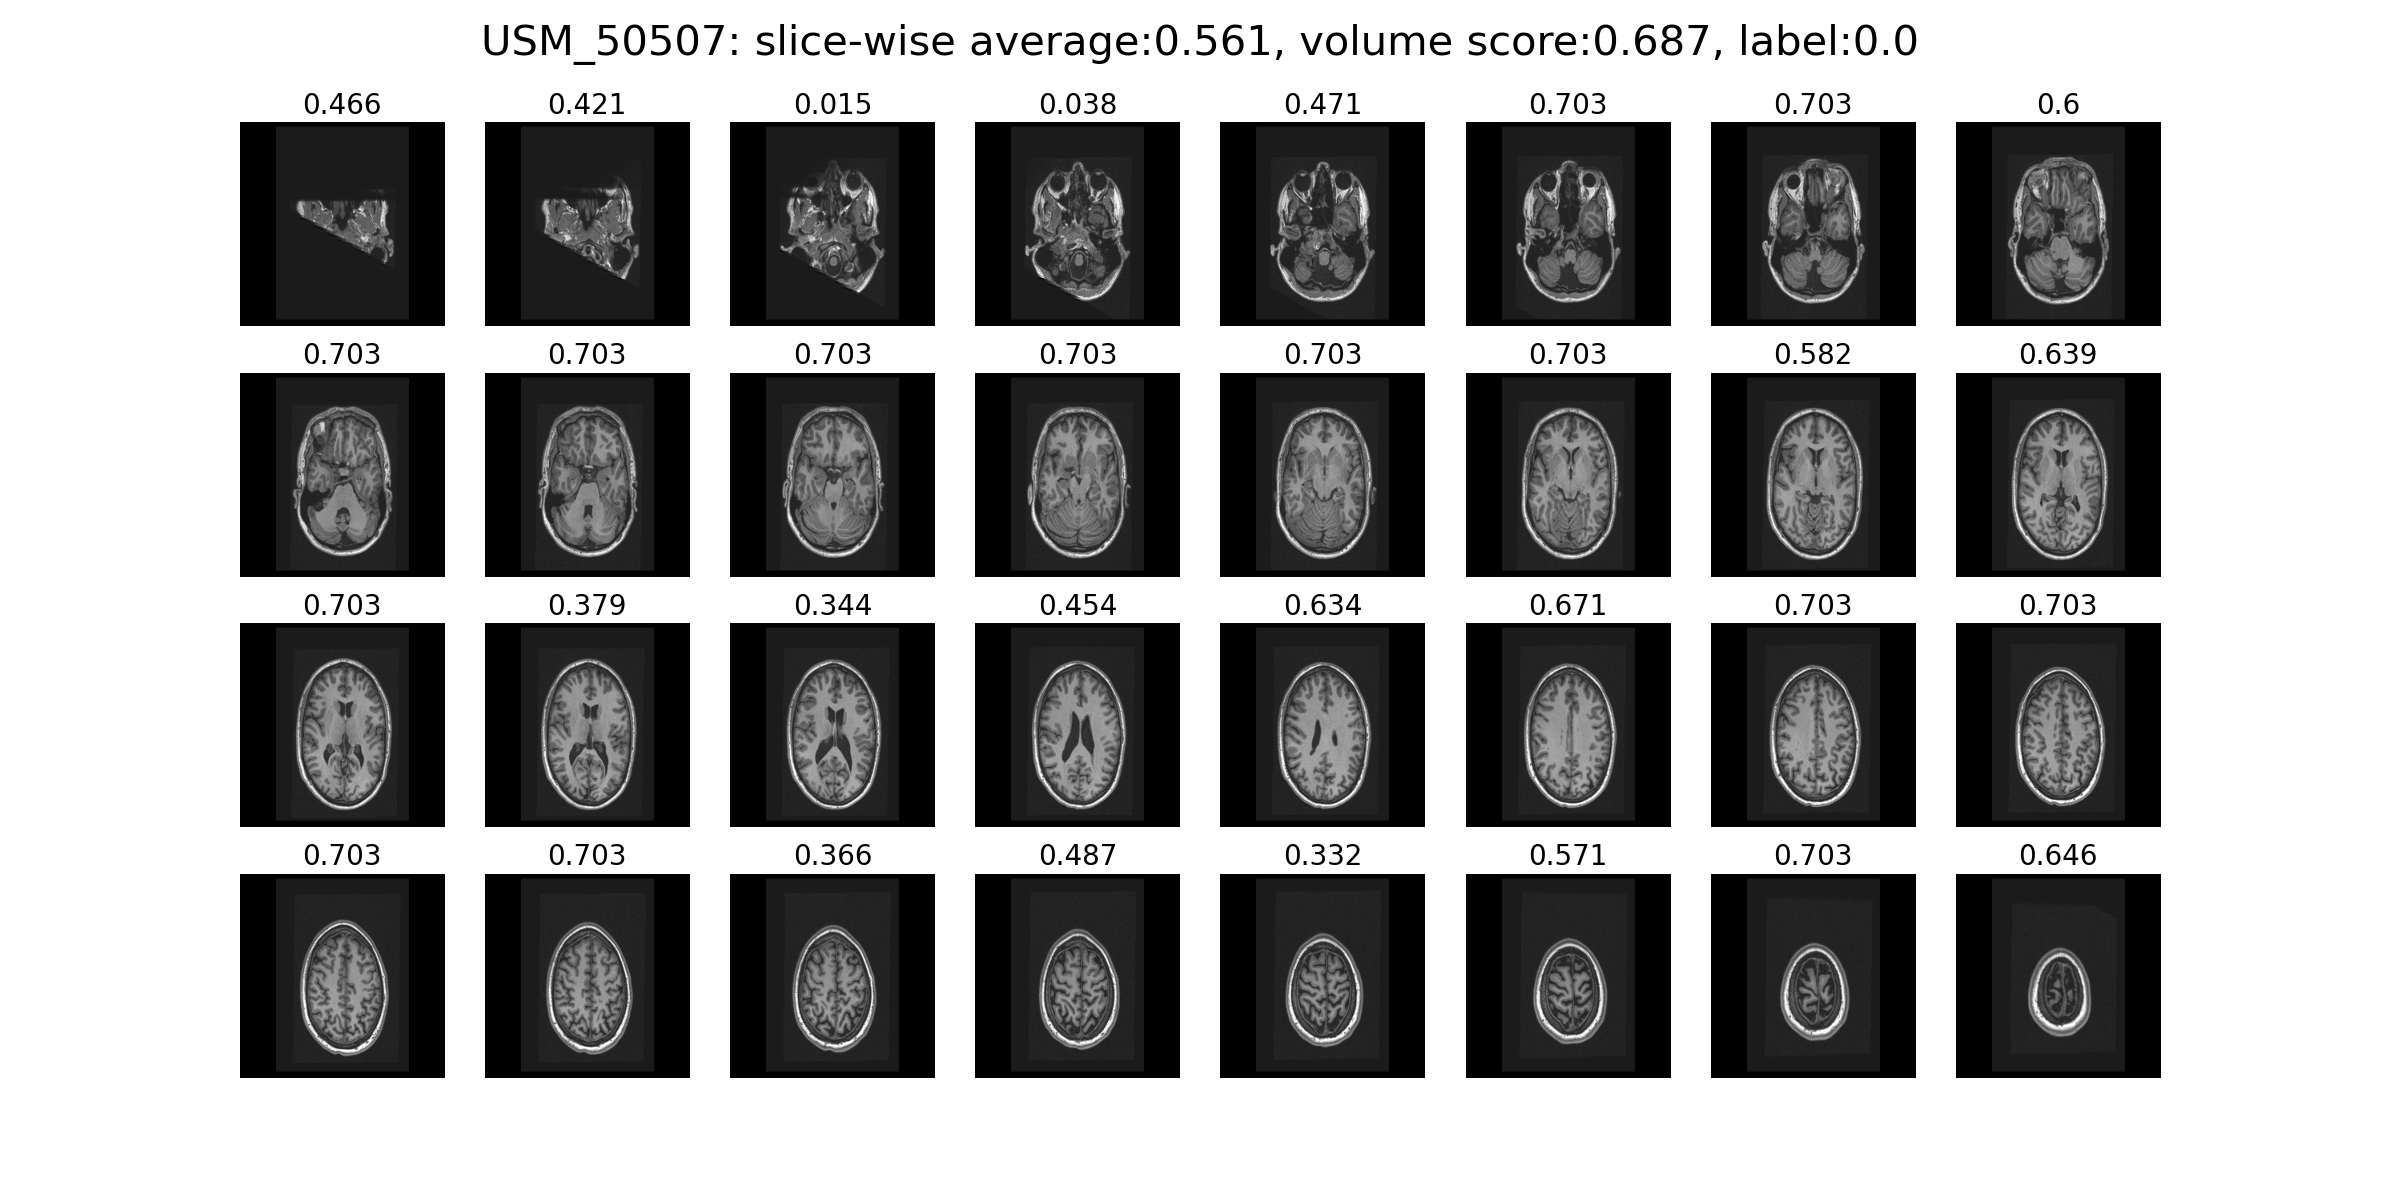 USM_50507: slice-wise average:0.561, volume score:0.687, label:0.0
0.466 0.421 0.015 0.038 0.471 0.703 0.703 0.6
0.703 0.703 0.703 0.703 0.703 0.703 0.582 0.639
0.703 0.379 0.344 0.454 0.634 0.671 0.703 0.703
0.703 0.703 0.366 0.487 0.332 0.571 0.703 0.646